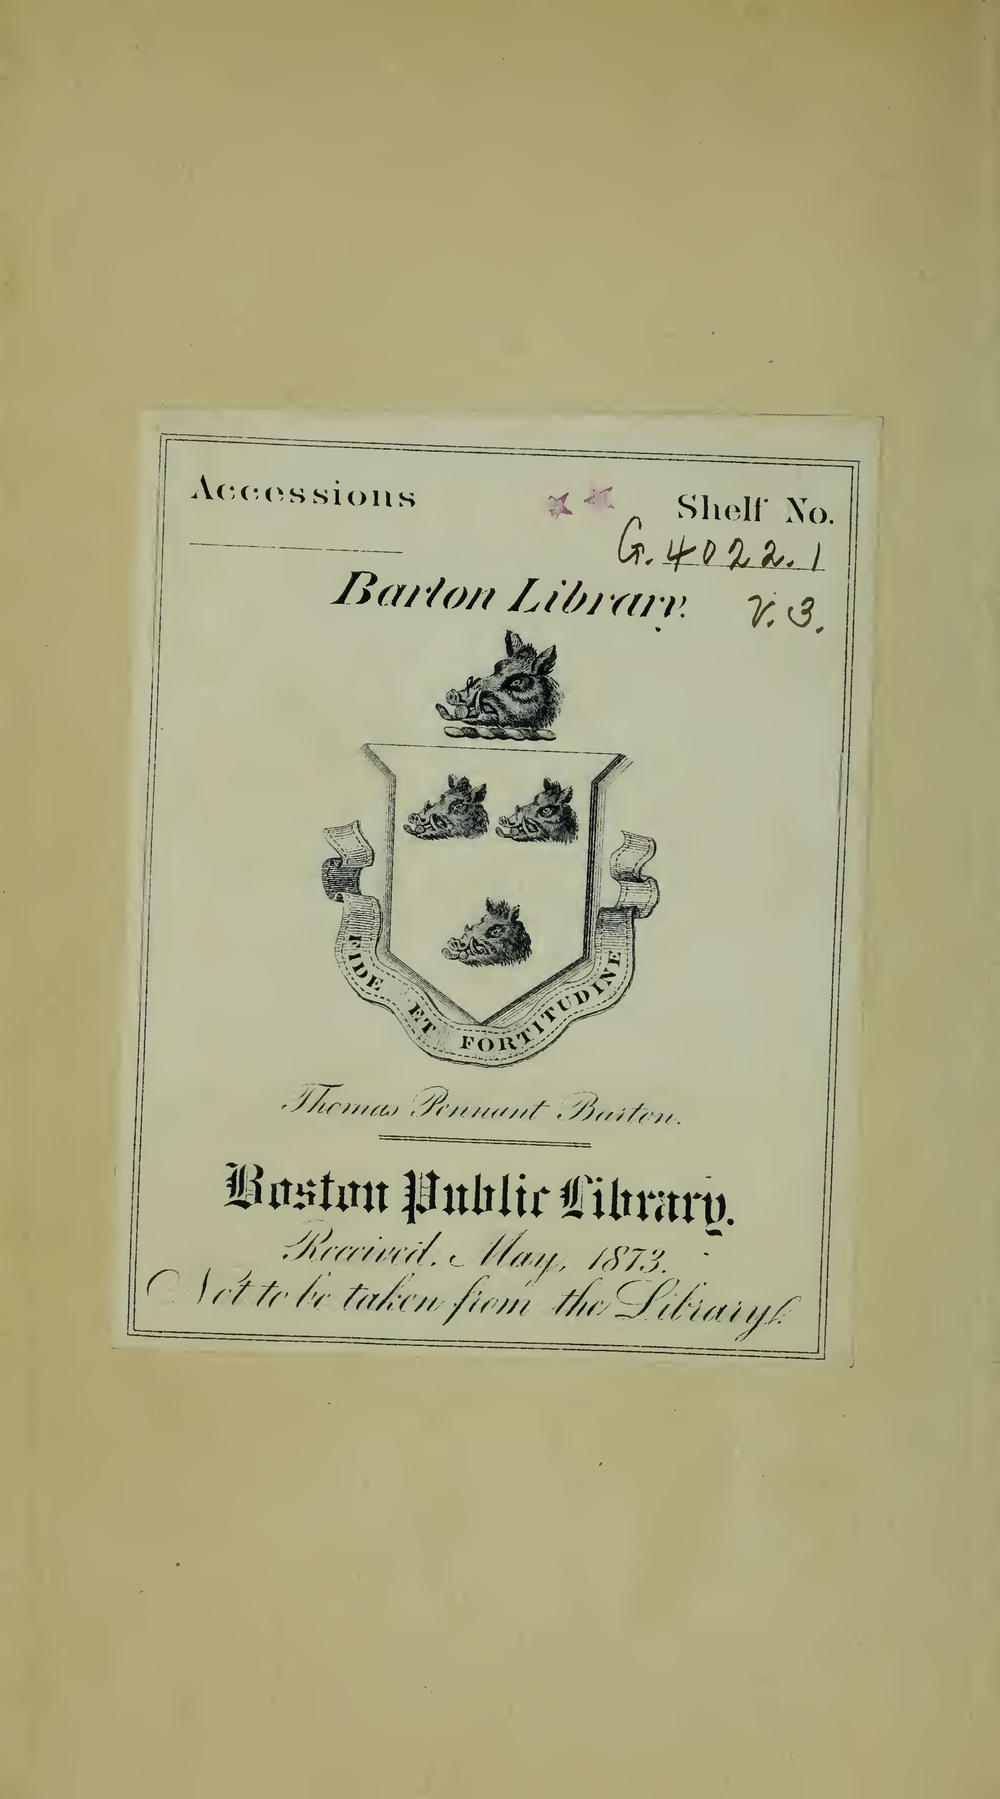 Accessions
Shelf No.
G.4022.1
Barton Library.
V.3.
FIDE ET FORTITUDINE
Thomas Pennant Barton.
Boston Public Library.
Received, May, 1873.
Not to be taken from the Library!